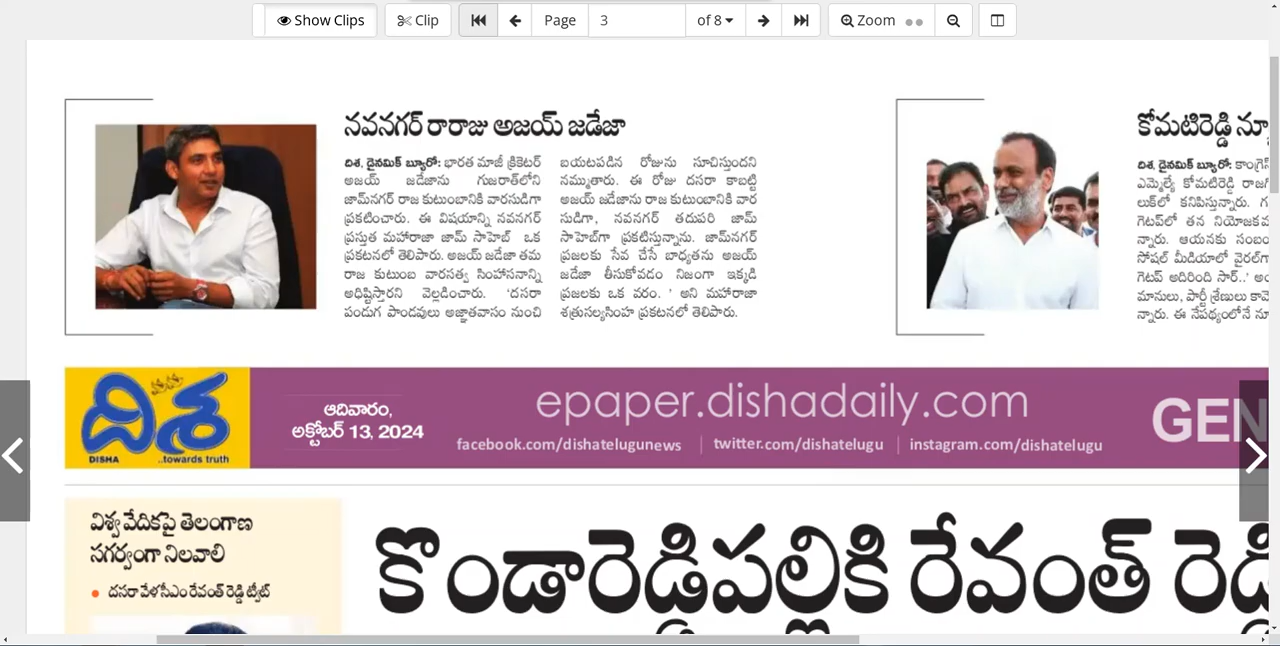 Show Clips
Clip
Page
3
of 8
Zoom
నవనగర్ రారాజు అజయ్ జడేజా
దిశ, డైనమిక్ బ్యూరో: భారత మాజీ క్రికెటర్
అజయ్ జడేజాను గుజరాత్‌లోని
జామ్‌నగర్ రాజ కుటుంబానికి వారసుడిగా
ప్రకటించారు. ఈ విషయాన్ని నవనగర్
ప్రస్తుత మహారాజా జామ్ సాహెబ్ ఒక
ప్రకటనలో తెలిపారు. అజయ్ జడేజా తమ
రాజ కుటుంబ వారసత్వ సింహాసనాన్ని
అధిష్టిస్తారని వెల్లడించారు. ‘దసరా
పండుగ పాండవులు అజ్ఞాతవాసం నుంచి
బయటపడిన రోజును సూచిస్తుందని
నమ్ముతారు. ఈ రోజు దసరా కాబట్టి
అజయ్ జడేజాను రాజ కుటుంబానికి వార
సుడిగా, నవనగర్ తదుపరి జామ్
సాహెబ్‌గా ప్రకటిస్తున్నాను. జామ్‌నగర్
ప్రజలకు సేవ చేసే బాధ్యతను అజయ్
జడేజా తీసుకోవడం నిజంగా ఇక్కడి
ప్రజలకు ఒక వరం. ’ అని మహారాజా
శత్రుసల్యసింహ ప్రకటనలో తెలిపారు.
కోమటిరెడ్డి
దిశ, డైనమిక్ బ్యూరో:
ఎమ్మెల్యే కోమటిరెడ్డి
లుక్‌లో కనిపిస్తున్నారు.
గెటప్‌లో తన
న్నారు. ఆయనకు
సోషల్ మీడియాలో
గెటప్ అదిరింది సార్..’
మానులు, పార్టీ శ్రేణులు
న్నారు. ఈ నేపథ్యంలోనే
మన దిశ
DISHA ..towards truth
ఆదివారం,
అక్టోబర్ 13, 2024
epaper.dishadaily.com
facebook.com/dishatelugunews | twitter.com/dishatelugu | instagram.com/dishatelugu
విశ్వ వేదికపై తెలంగాణ
సగర్వంగా నిలవాలి
• దసరా వేళ సీఎం రేవంత్ రెడ్డి ట్వీట్
కొండారెడ్డిపల్లికి రేవంత్